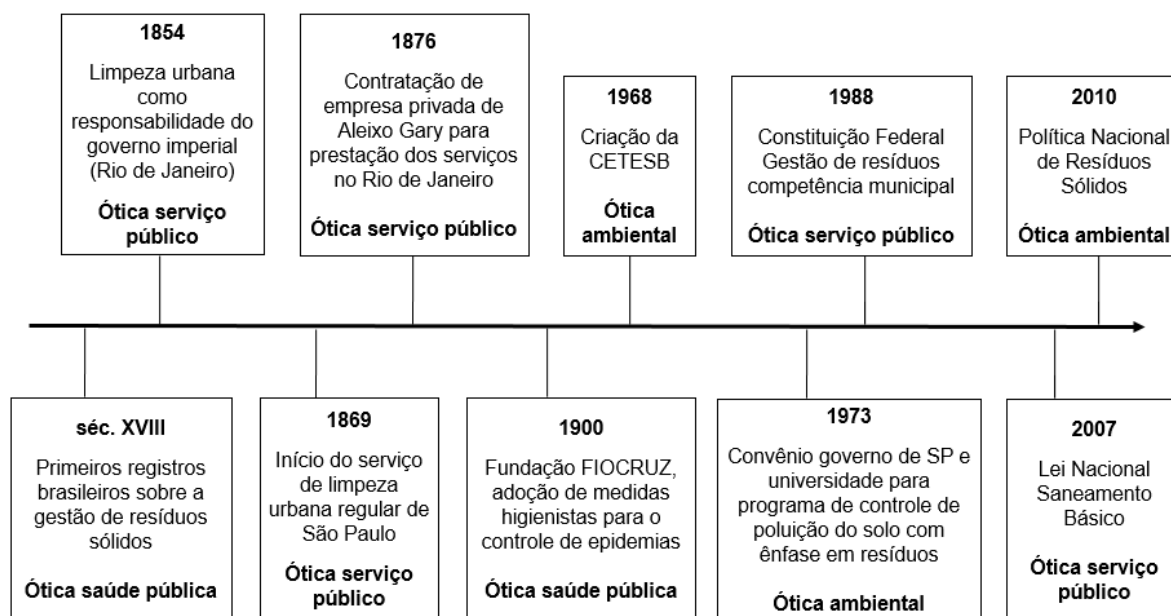 1854
Limpeza urbana
como
responsabilidade do
governo imperial
(Rio de Janeiro)
Ótica serviço
público
1876
Contratação de
empresa privada de
Aleixo Gary para
prestação dos serviços
no Rio de Janeiro
Ótica serviço público
1968
Criação da
CETESB
Ótica
ambiental
1988
Constituição Federal
Gestão de resíduos
competência municipal
Ótica serviço público
2010
Política Nacional
de Resíduos
Sólidos
Ótica ambiental
séc. XVIII
Primeiros registros
brasileiros sobre a
gestão de resíduos
sólidos
Ótica saúde pública
1869
Início do serviço
de limpeza
urbana regular de
São Paulo
Ótica serviço
público
1900
Fundação FIOCRUZ,
adoção de medidas
higienistas para o
controle de epidemias
Ótica saúde pública
1973
Convênio governo de SP e
universidade para
programa de controle de
poluição do solo com
ênfase em resíduos
Ótica ambiental
2007
Lei Nacional
Saneamento
Básico
Ótica serviço
público